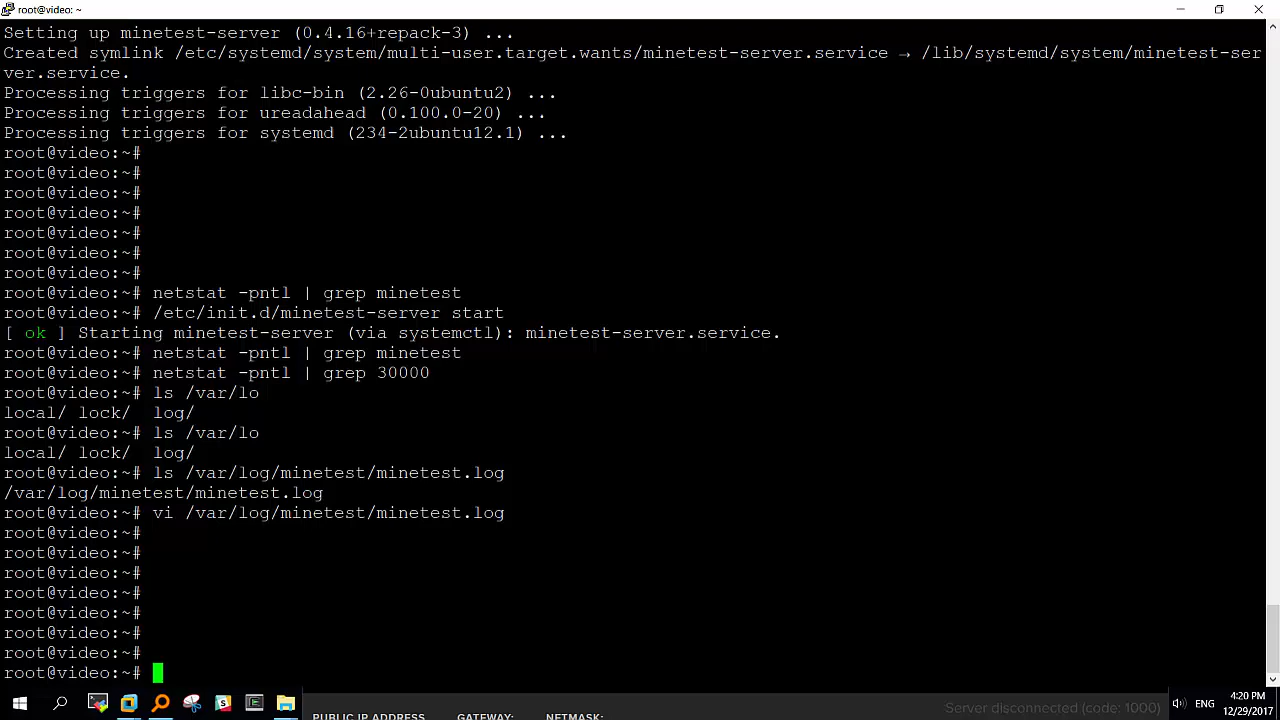 root@video: ~
Setting up minetest-server (0.4.16+repack-3) ...
Created symlink /etc/systemd/system/multi-user.target.wants/minetest-server.service → /lib/systemd/system/minetest-ser
ver.service.
Processing triggers for libc-bin (2.26-0ubuntu2) ...
Processing triggers for ureadahead (0.100.0-20) ...
Processing triggers for systemd (234-2ubuntu12.1) ...
root@video:~#
root@video:~#
root@video:~#
root@video:~#
root@video:~#
root@video:~#
root@video:~#
root@video:~# netstat -pntl | grep minetest
root@video:~# /etc/init.d/minetest-server start
[ ok ] Starting minetest-server (via systemctl): minetest-server.service.
root@video:~# netstat -pntl | grep minetest
root@video:~# netstat -pntl | grep 30000
root@video:~# ls /var/lo
local/ lock/  log/
root@video:~# ls /var/lo
local/ lock/  log/
root@video:~# ls /var/log/minetest/minetest.log
/var/log/minetest/minetest.log
root@video:~# vi /var/log/minetest/minetest.log
root@video:~#
root@video:~#
root@video:~#
root@video:~#
root@video:~#
root@video:~#
root@video:~#
root@video:~#
PUBLIC IP ADDRESS GATEWAY: NETMASK:
Server disconnected (code: 1000)
ENG
4:20 PM
12/29/2017